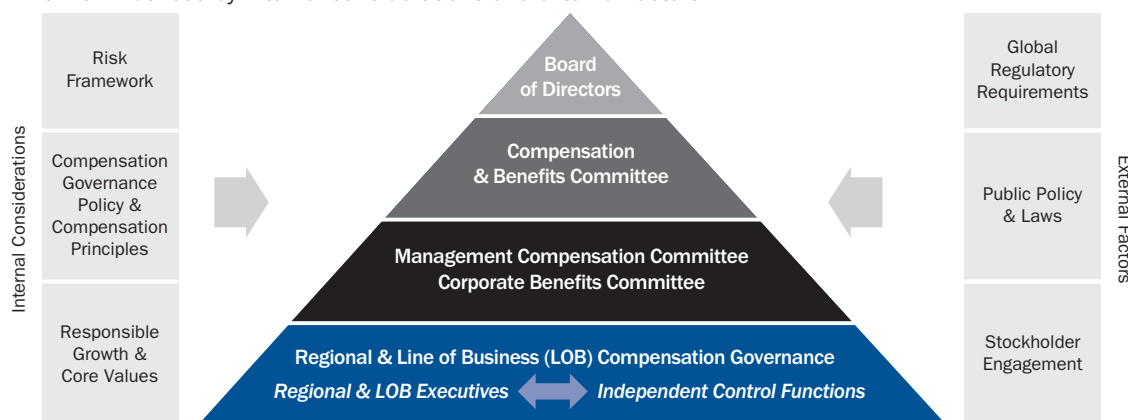 Internal Considerations
Risk
Framework
Compensation
Governance
Policy &
Compensation
Principles
Responsible
Growth &
Core Values
Board
of Directors
Compensation
& Benefits Committee
Management Compensation Committee
Corporate Benefits Committee
Regional & Line of Business (LOB) Compensation Governance
Regional & LOB Executives
Independent Control Functions
Global
Regulatory
Requirements
Public Policy
& Laws
Stockholder
Engagement
External Factors